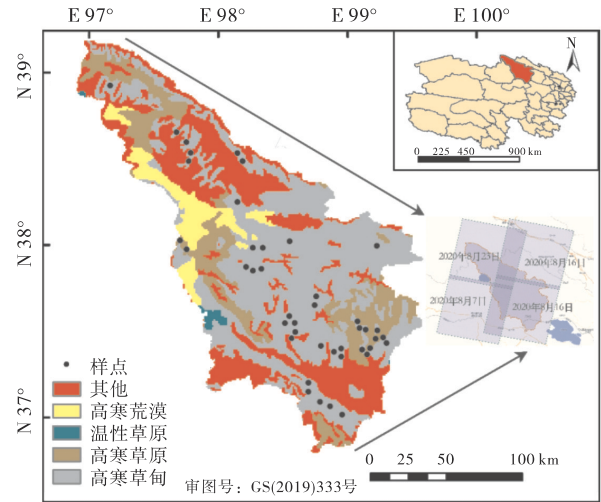 E 97° E 98° E 99° E 100°
N 39°
N 38°
N 37°
N
0 225 450 900 km
2020年8月23日 2020年8月16日
2020年8月7日 2020年8月16日
样点
其他
高寒荒漠
温性草原
高寒草原
高寒草甸
0 25 50 100 km
审图号：GS(2019)333号